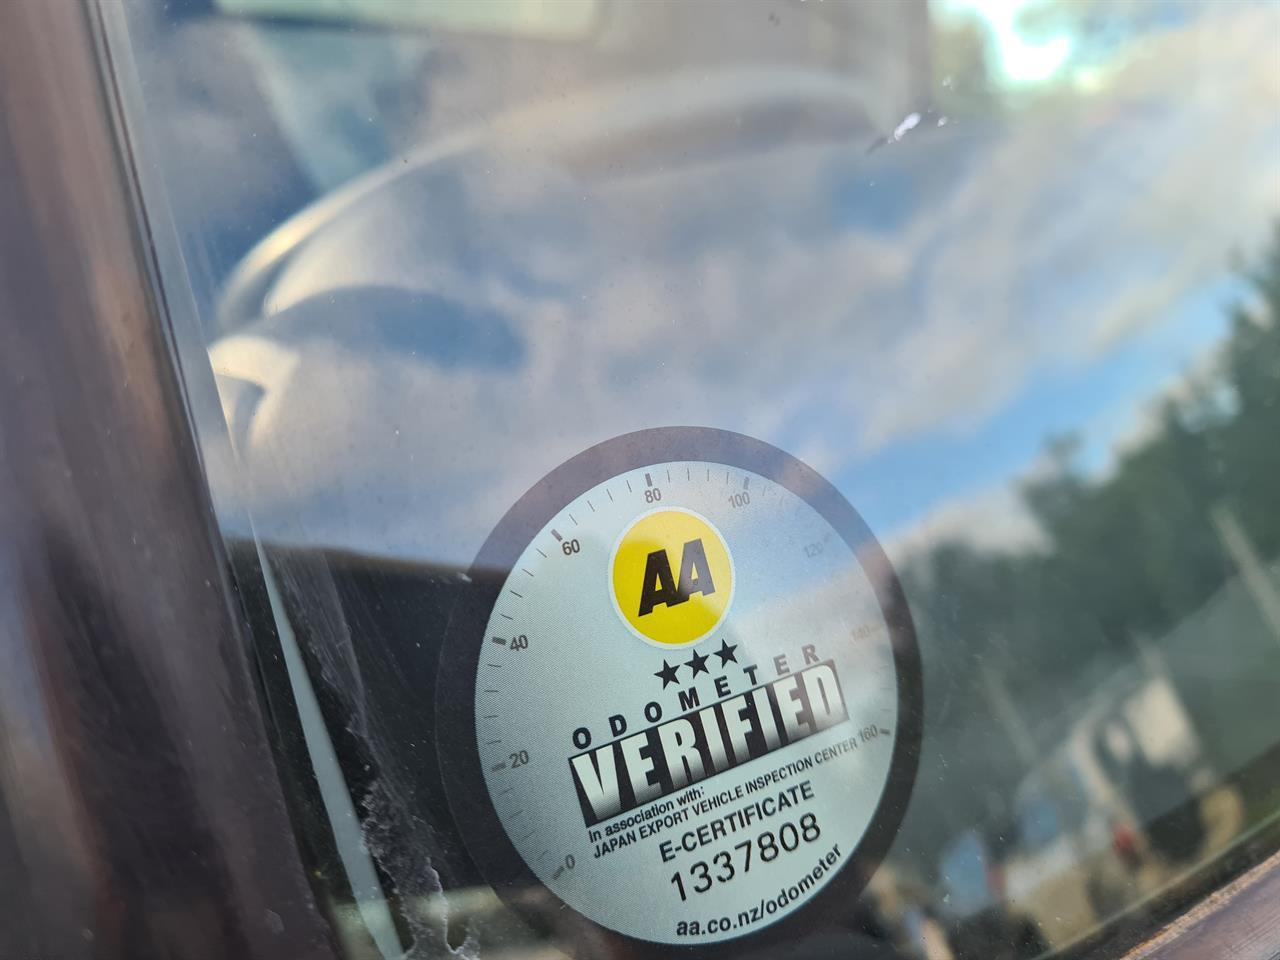 0
20
40
60
80
100
120
140
160
AA
ODOMETER
VERIFIED
In association with:
JAPAN EXPORT VEHICLE INSPECTION CENTER
E-CERTIFICATE
1337808
aa.co.nz/odometer